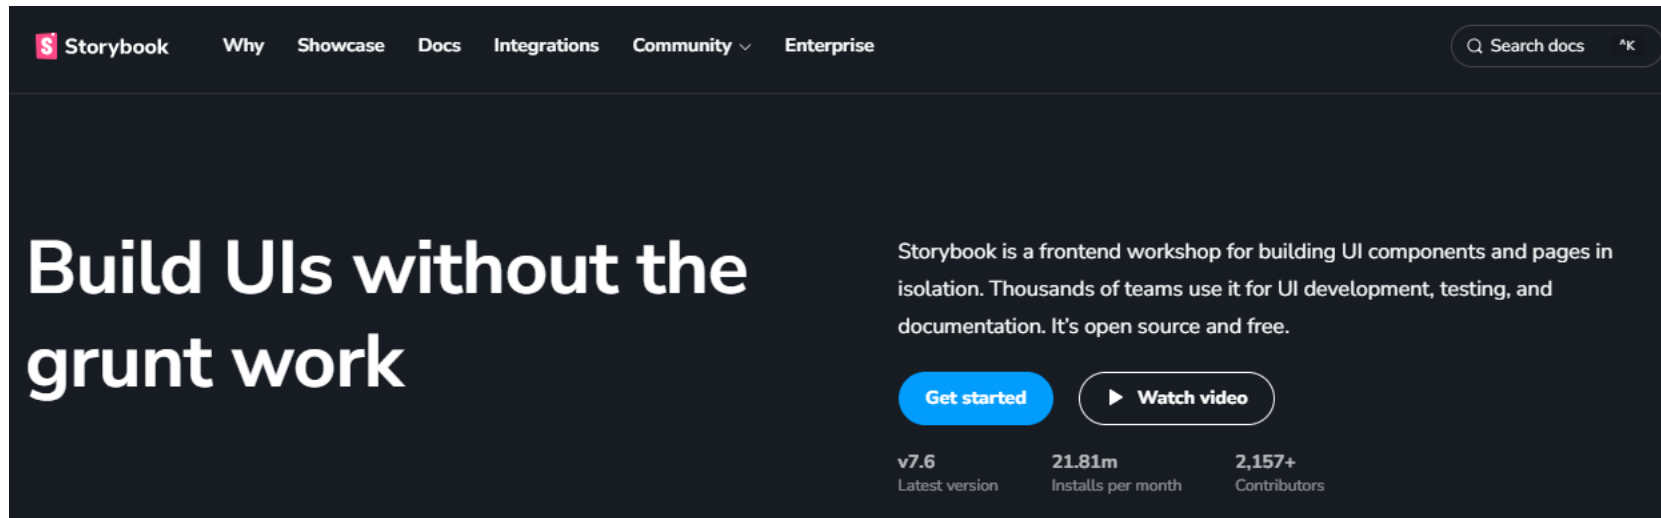 Storybook Why Showcase Docs Integrations Community Enterprise Search docs ^K
Build UIs without the
grunt work
Storybook is a frontend workshop for building UI components and pages in
isolation. Thousands of teams use it for UI development, testing, and
documentation. It’s open source and free.
Get started Watch video
v7.6 21.81m 2,157+
Latest version Installs per month Contributors